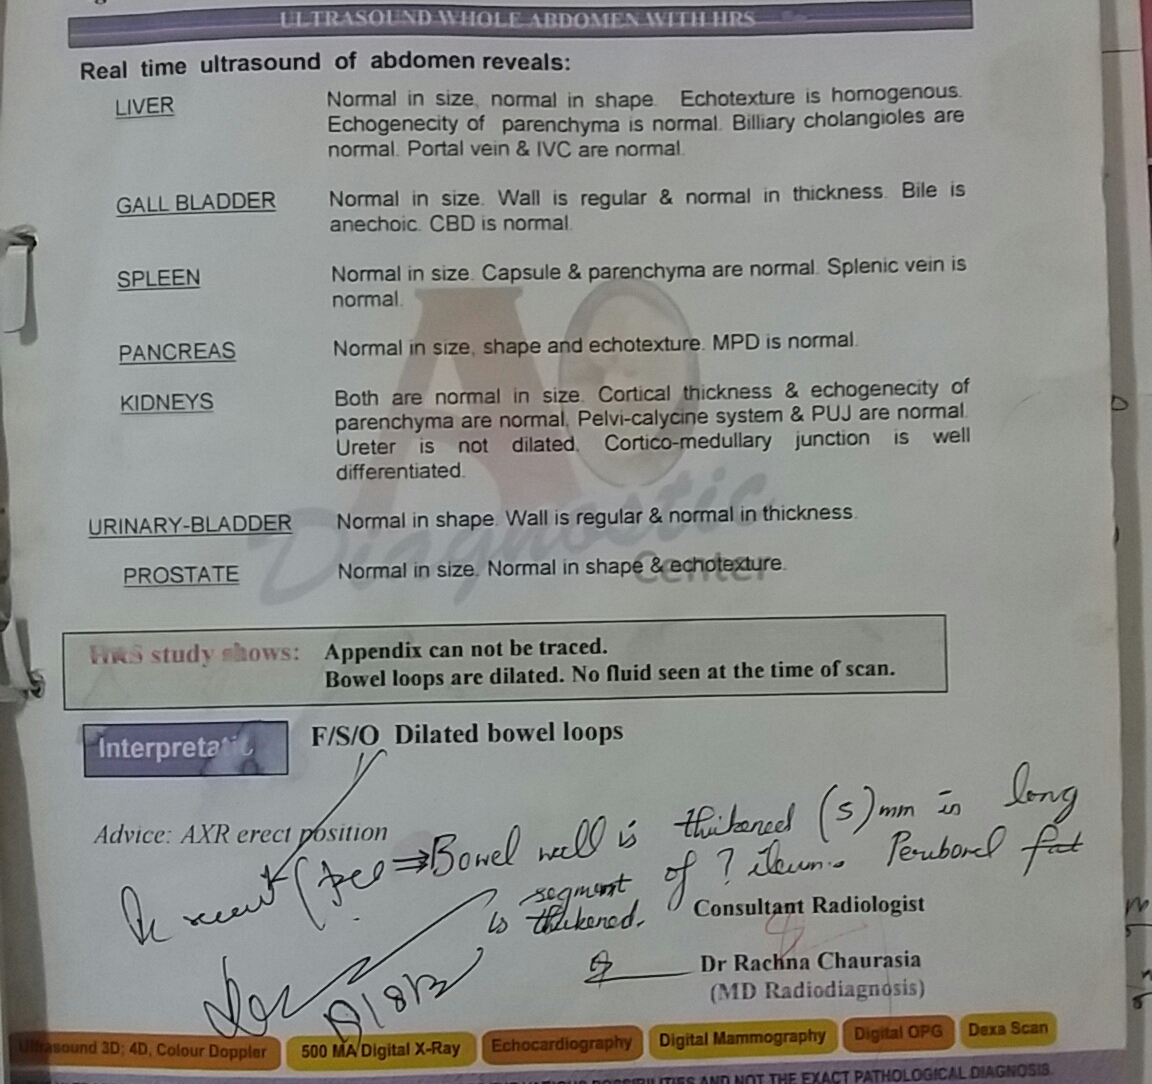 ULTRASOUND WHOLE ABDOMEN WITH HRS
Real time ultrasound of abdomen reveals:
LIVER Normal in size, normal in shape. Echotexture is homogenous.
Echogenecity of parenchyma is normal. Billiary cholangioles are
normal. Portal vein & IVC are normal.
GALL BLADDER Normal in size. Wall is regular & normal in thickness. Bile is
anechoic. CBD is normal.
SPLEEN Normal in size. Capsule & parenchyma are normal. Splenic vein is
normal.
PANCREAS Normal in size, shape and echotexture. MPD is normal.
KIDNEYS Both are normal in size. Cortical thickness & echogenecity of
parenchyma are normal. Pelvi-calycine system & PUJ are normal.
Ureter is not dilated. Cortico-medullary junction is well
differentiated.
URINARY-BLADDER Normal in shape. Wall is regular & normal in thickness.
PROSTATE Normal in size. Normal in shape & echotexture.
Diagnostic
Center
HRS study shows: Appendix can not be traced.
Bowel loops are dilated. No fluid seen at the time of scan.
F/S/O Dilated bowel loops
Advice: AXR erect position
⇒ Bowel wall is thickened (5) mm in long
segment of ? ileum. Peribowel fat
is thickened.
Consultant Radiologist
Dr Rachna Chaurasia
(MD Radiodiagnosis)
Ultrasound 3D; 4D, Colour Doppler 500 MA Digital X-Ray Echocardiography Digital Mammography Digital OPG Dexa Scan
AND NOT THE EXACT PATHOLOGICAL DIAGNOSIS.